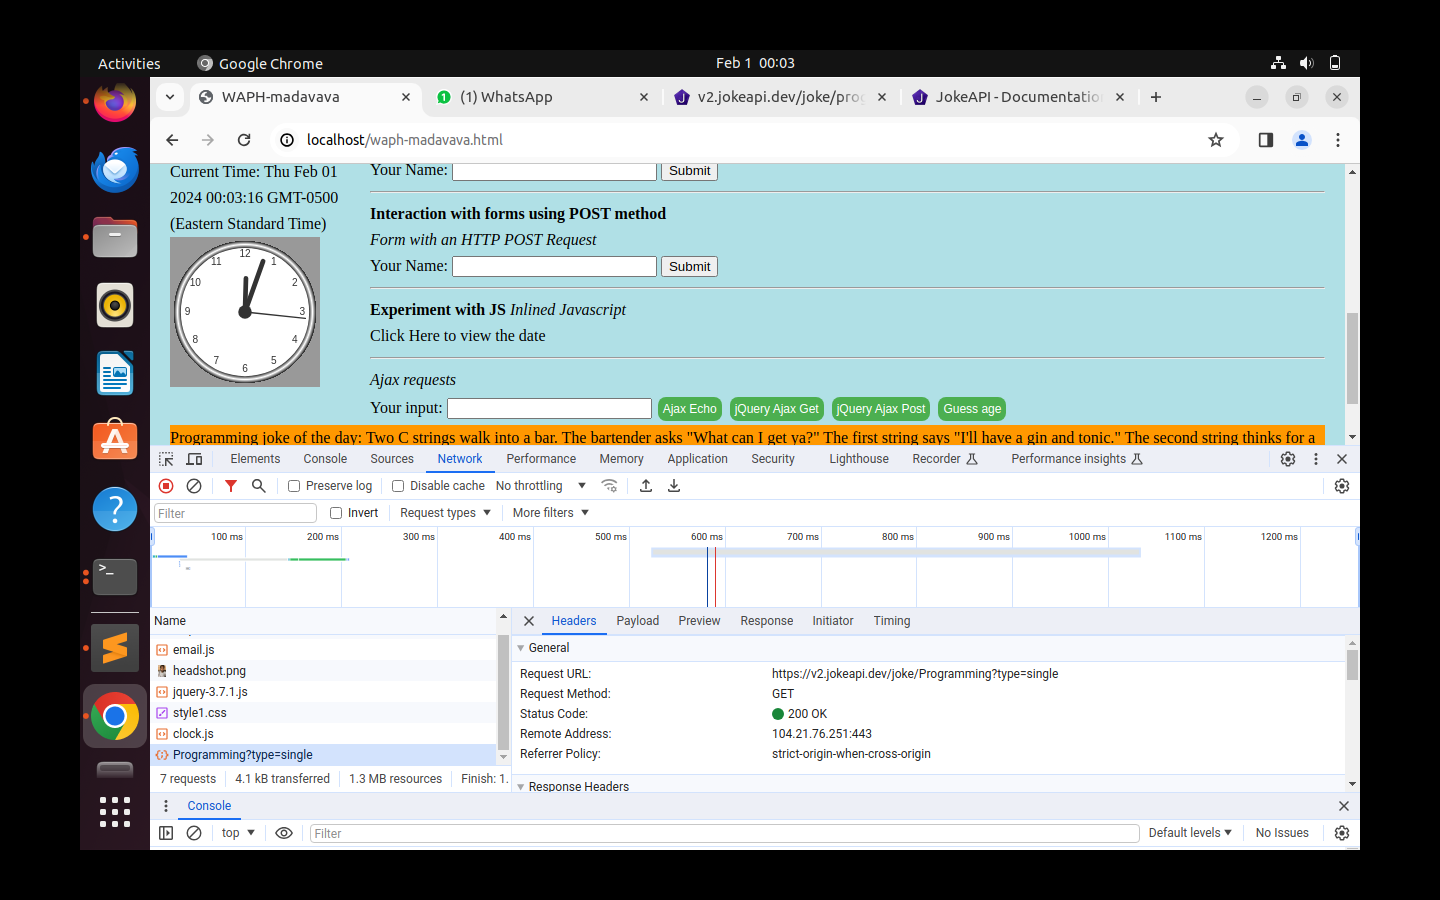 Activities
Google Chrome
Feb 1 00:03
WAPH-madavava
(1) WhatsApp
v2.jokeapi.dev/joke/pro
JokeAPI - Documentatio
localhost/waph-madavava.html
Current Time: Thu Feb 01
2024 00:03:16 GMT-0500
(Eastern Standard Time)
12
1
2
3
4
5
6
7
8
9
10
11
Your Name:
Submit
Interaction with forms using POST method
Form with an HTTP POST Request
Your Name:
Submit
Experiment with JS Inlined Javascript
Click Here to view the date
Ajax requests
Your input:
Ajax Echo
jQuery Ajax Get
jQuery Ajax Post
Guess age
Programming joke of the day: Two C strings walk into a bar. The bartender asks "What can I get ya?" The first string says "I'll have a gin and tonic." The second string thinks for a
Elements
Console
Sources
Network
Performance
Memory
Application
Security
Lighthouse
Recorder
Performance insights
Preserve log
Disable cache
No throttling
Filter
Invert
Request types
More filters
100 ms
200 ms
300 ms
400 ms
500 ms
600 ms
700 ms
800 ms
900 ms
1000 ms
1100 ms
1200 ms
Name
email.js
headshot.png
jquery-3.7.1.js
style1.css
clock.js
Programming?type=single
7 requests
4.1 kB transferred
1.3 MB resources
Finish: 1.
Headers
Payload
Preview
Response
Initiator
Timing
General
Request URL:
https://v2.jokeapi.dev/joke/Programming?type=single
Request Method:
GET
Status Code:
200 OK
Remote Address:
104.21.76.251:443
Referrer Policy:
strict-origin-when-cross-origin
Response Headers
Console
top
Filter
Default levels
No Issues